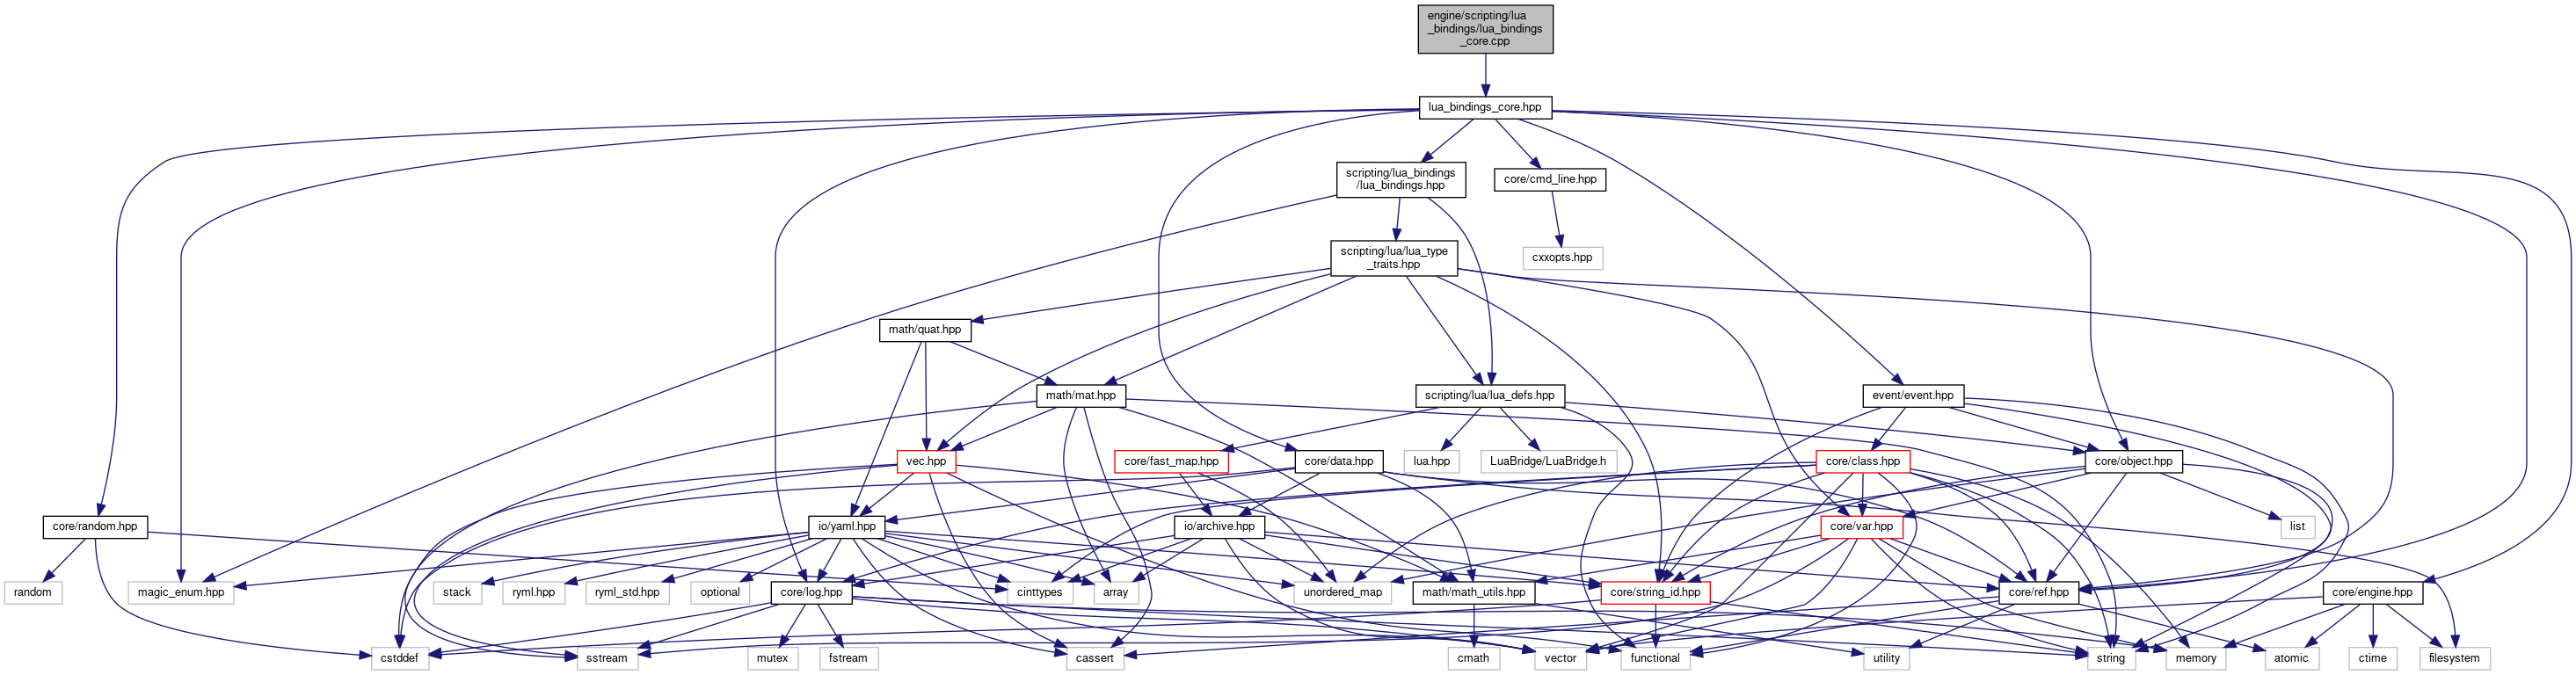 engine/scripting/lua
_bindings/lua_bindings
_core.cpp
lua_bindings_core.hpp
scripting/lua_bindings
/lua_bindings.hpp
core/cmd_line.hpp
scripting/lua/lua_type
_traits.hpp
cxxopts.hpp
math/quat.hpp
math/mat.hpp
scripting/lua/lua_defs.hpp
event/event.hpp
vec.hpp
core/fast_map.hpp
core/data.hpp
lua.hpp
LuaBridge/LuaBridge.h
core/class.hpp
core/object.hpp
core/random.hpp
io/yaml.hpp
io/archive.hpp
core/var.hpp
list
random
magic_enum.hpp
stack
ryml.hpp
ryml_std.hpp
optional
core/log.hpp
cinttypes
array
unordered_map
math/math_utils.hpp
core/string_id.hpp
core/ref.hpp
core/engine.hpp
cstddef
sstream
mutex
fstream
cassert
vector
functional
cmath
utility
string
memory
atomic
ctime
filesystem